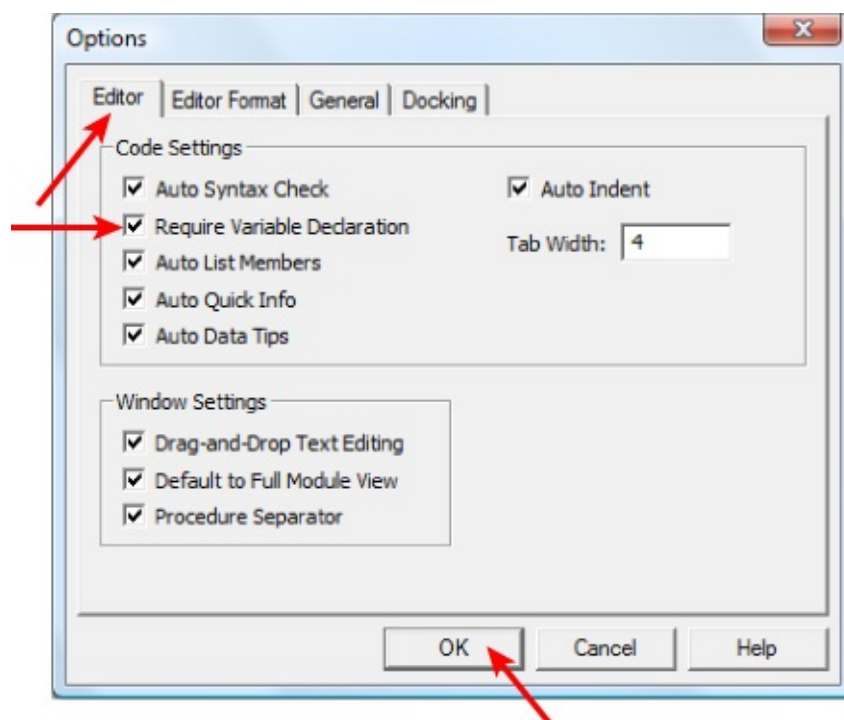 Options
Editor Editor Format General Docking
Code Settings
Auto Syntax Check
Require Variable Declaration
Auto List Members
Auto Quick Info
Auto Data Tips
Auto Indent
Tab Width: 4
Window Settings
Drag-and-Drop Text Editing
Default to Full Module View
Procedure Separator
OK Cancel Help